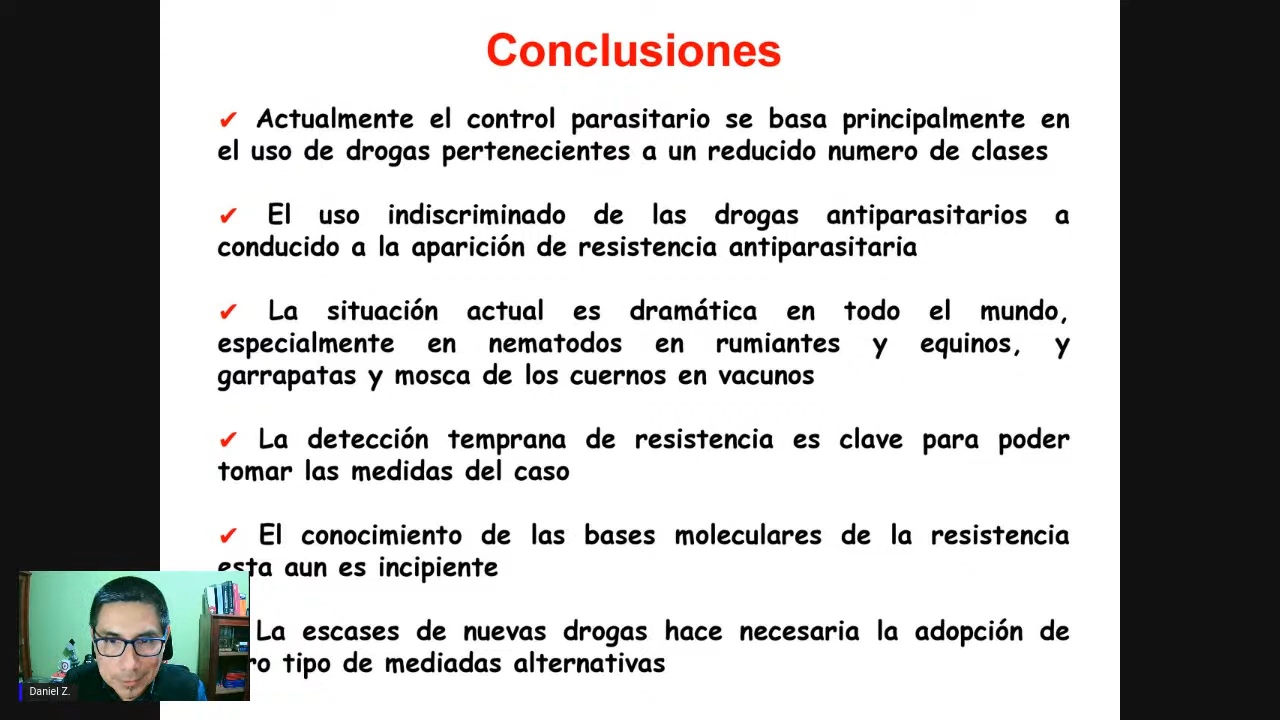 Conclusiones
✔ Actualmente el control parasitario se basa principalmente en
el uso de drogas pertenecientes a un reducido numero de clases
✔ El uso indiscriminado de las drogas antiparasitarios a
conducido a la aparición de resistencia antiparasitaria
✔ La situación actual es dramática en todo el mundo,
especialmente en nematodos en rumiantes y equinos, y
garrapatas y mosca de los cuernos en vacunos
✔ La detección temprana de resistencia es clave para poder
tomar las medidas del caso
✔ El conocimiento de las bases moleculares de la resistencia
esta aun es incipiente
La escases de nuevas drogas hace necesaria la adopción de
tipo de mediadas alternativas
Daniel Z.